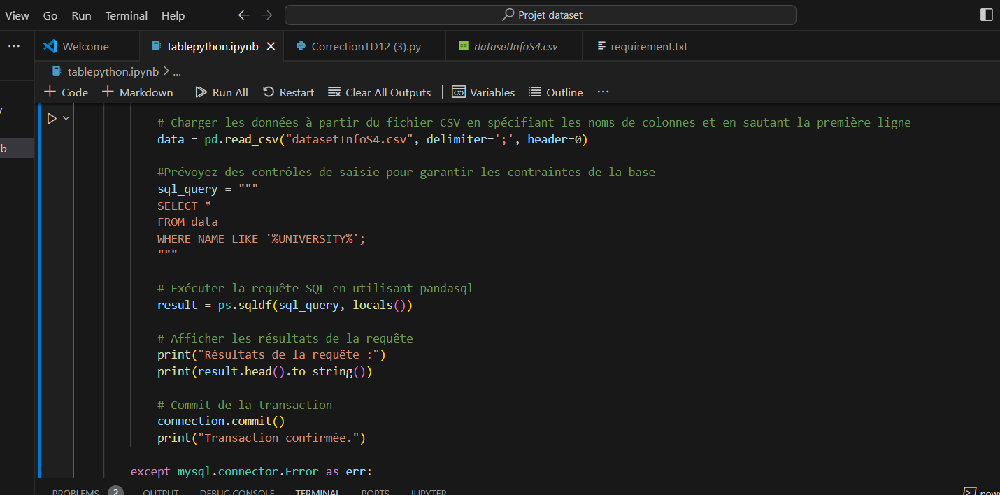 View Go Run Terminal Help Projet dataset
Welcome tablepython.ipynb CorrectionTD12 (3).py datasetInfoS4.csv requirement.txt
tablepython.ipynb > ...
+ Code + Markdown Run All Restart Clear All Outputs Variables Outline ...
b
# Charger les données à partir du fichier CSV en spécifiant les noms de colonnes et en sautant la première ligne
data = pd.read_csv("datasetInfoS4.csv", delimiter=';', header=0)
#Prévoyez des contrôles de saisie pour garantir les contraintes de la base
sql_query = """
SELECT *
FROM data
WHERE NAME LIKE '%UNIVERSITY%';
"""
# Exécuter la requête SQL en utilisant pandasql
result = ps.sqldf(sql_query, locals())
# Afficher les résultats de la requête
print("Résultats de la requête :")
print(result.head().to_string())
# Commit de la transaction
connection.commit()
print("Transaction confirmée.")
except mysql.connector.Error as err:
PROBLEMS 2 OUTPUT DEBUG CONSOLE TERMINAL PORTS JUPYTER pow